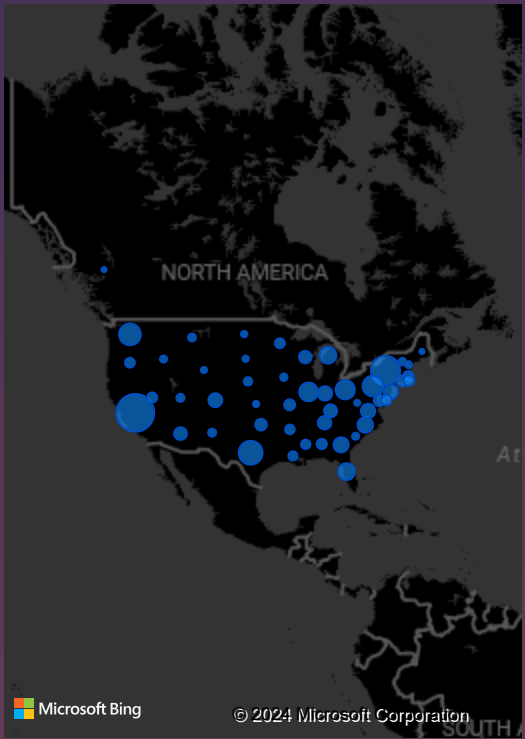 NORTH AMERICA
At
Microsoft Bing
© 2024 Microsoft Corporation
SOUTH A